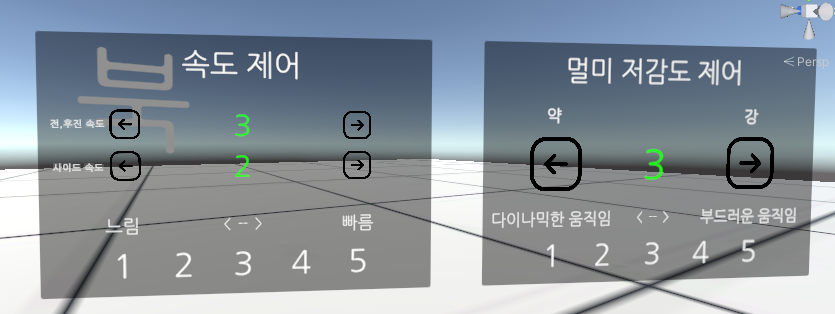 북
속도 제어
전,후진 속도 ← 3 →
사이드 속도 ← 2 →
느림 < -- > 빠름
1 2 3 4 5
멀미 저감도 제어
약 강
← 3 →
다이나믹한 움직임 < -- > 부드러운 움직임
1 2 3 4 5
< Persp